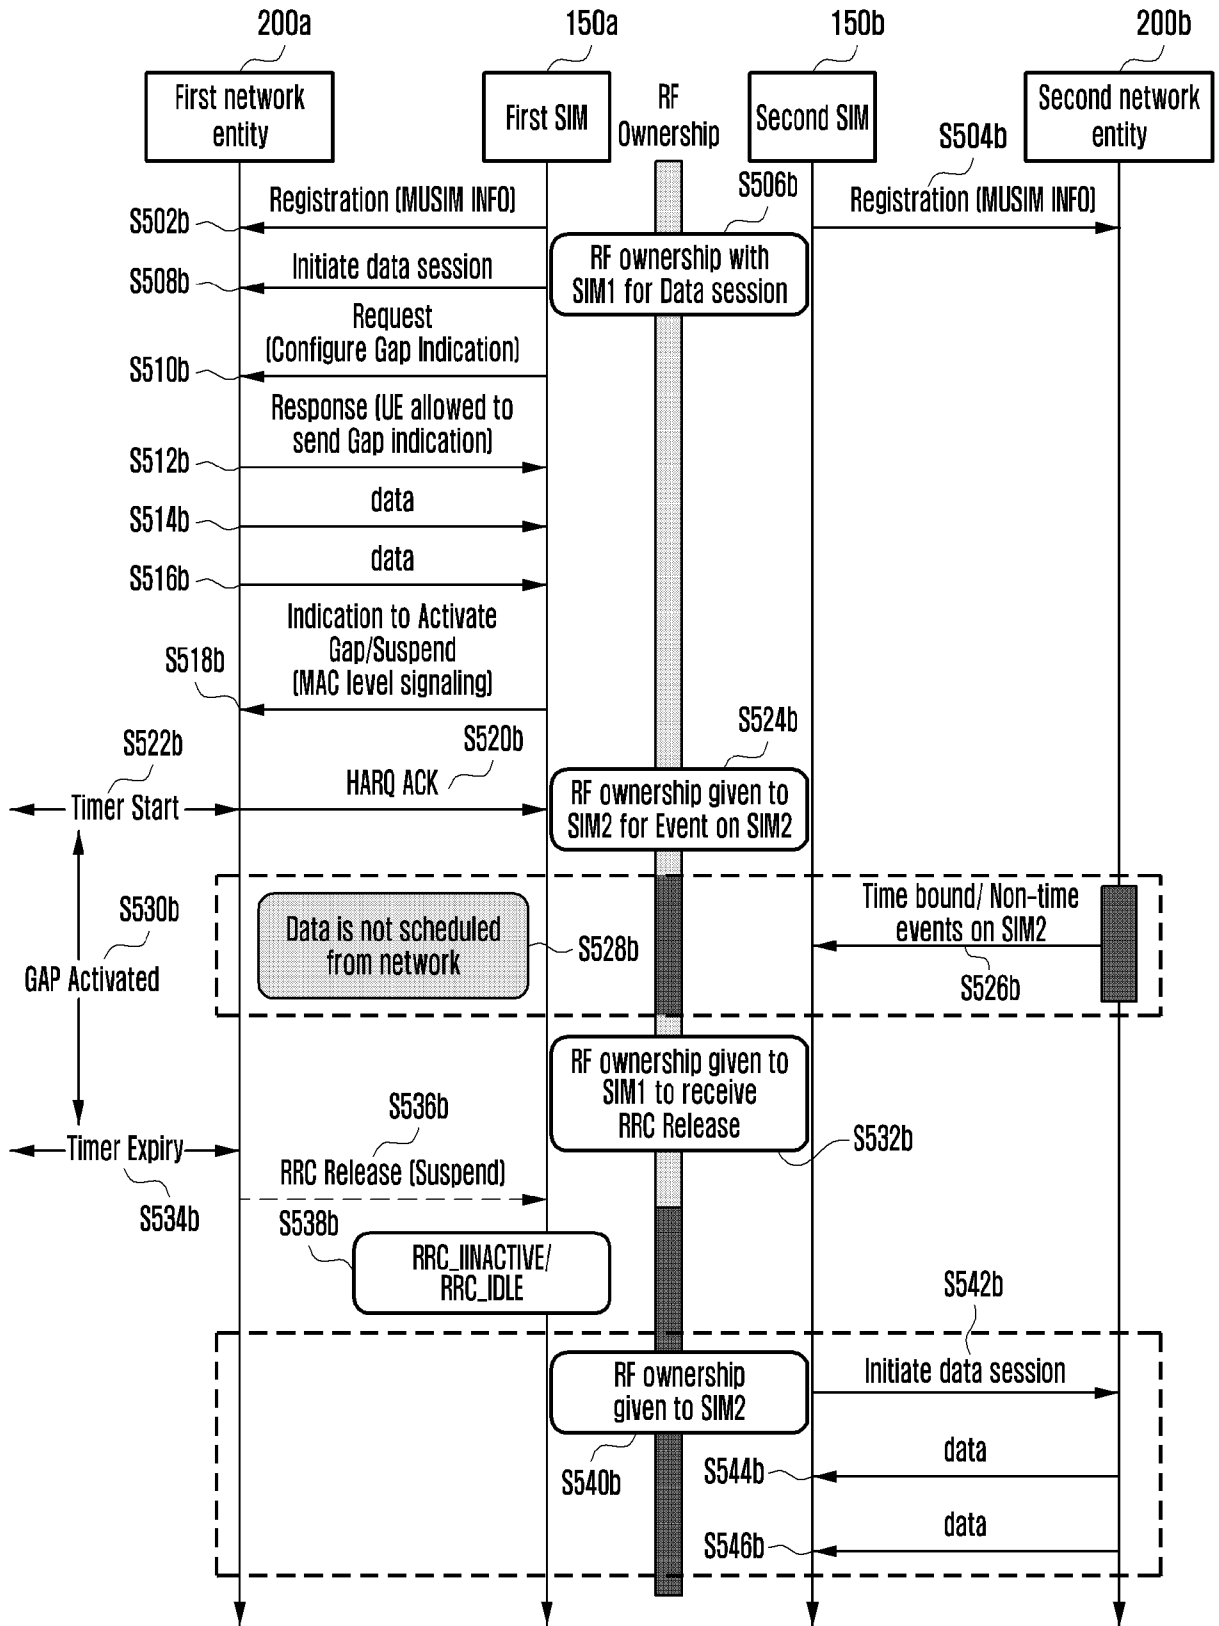 200a
150a
150b
200b
First network
entity
First SIM
RF
Ownership
Second SIM
Second network
entity
S504b
S506b
Registration (MUSIM INFO)
S502b
Registration (MUSIM INFO)
RF ownership with
SIM1 for Data session
Initiate data session
S508b
Request
(Configure Gap Indication)
S510b
Response (UE allowed to
send Gap indication)
S512b
data
S514b
data
S516b
Indication to Activate
Gap/Suspend
(MAC level signaling)
S518b
S524b
S522b
S520b
HARQ ACK
Timer Start
RF ownership given to
SIM2 for Event on SIM2
S530b
GAP Activated
Data is not scheduled
from network
S528b
Time bound/ Non-time
events on SIM2
S526b
RF ownership given to
SIM1 to receive
RRC Release
S532b
S536b
Timer Expiry
S534b
RRC Release (Suspend)
S538b
RRC_IINACTIVE/
RRC_IDLE
S542b
RF ownership
given to SIM2
Initiate data session
S540b
data
S544b
data
S546b